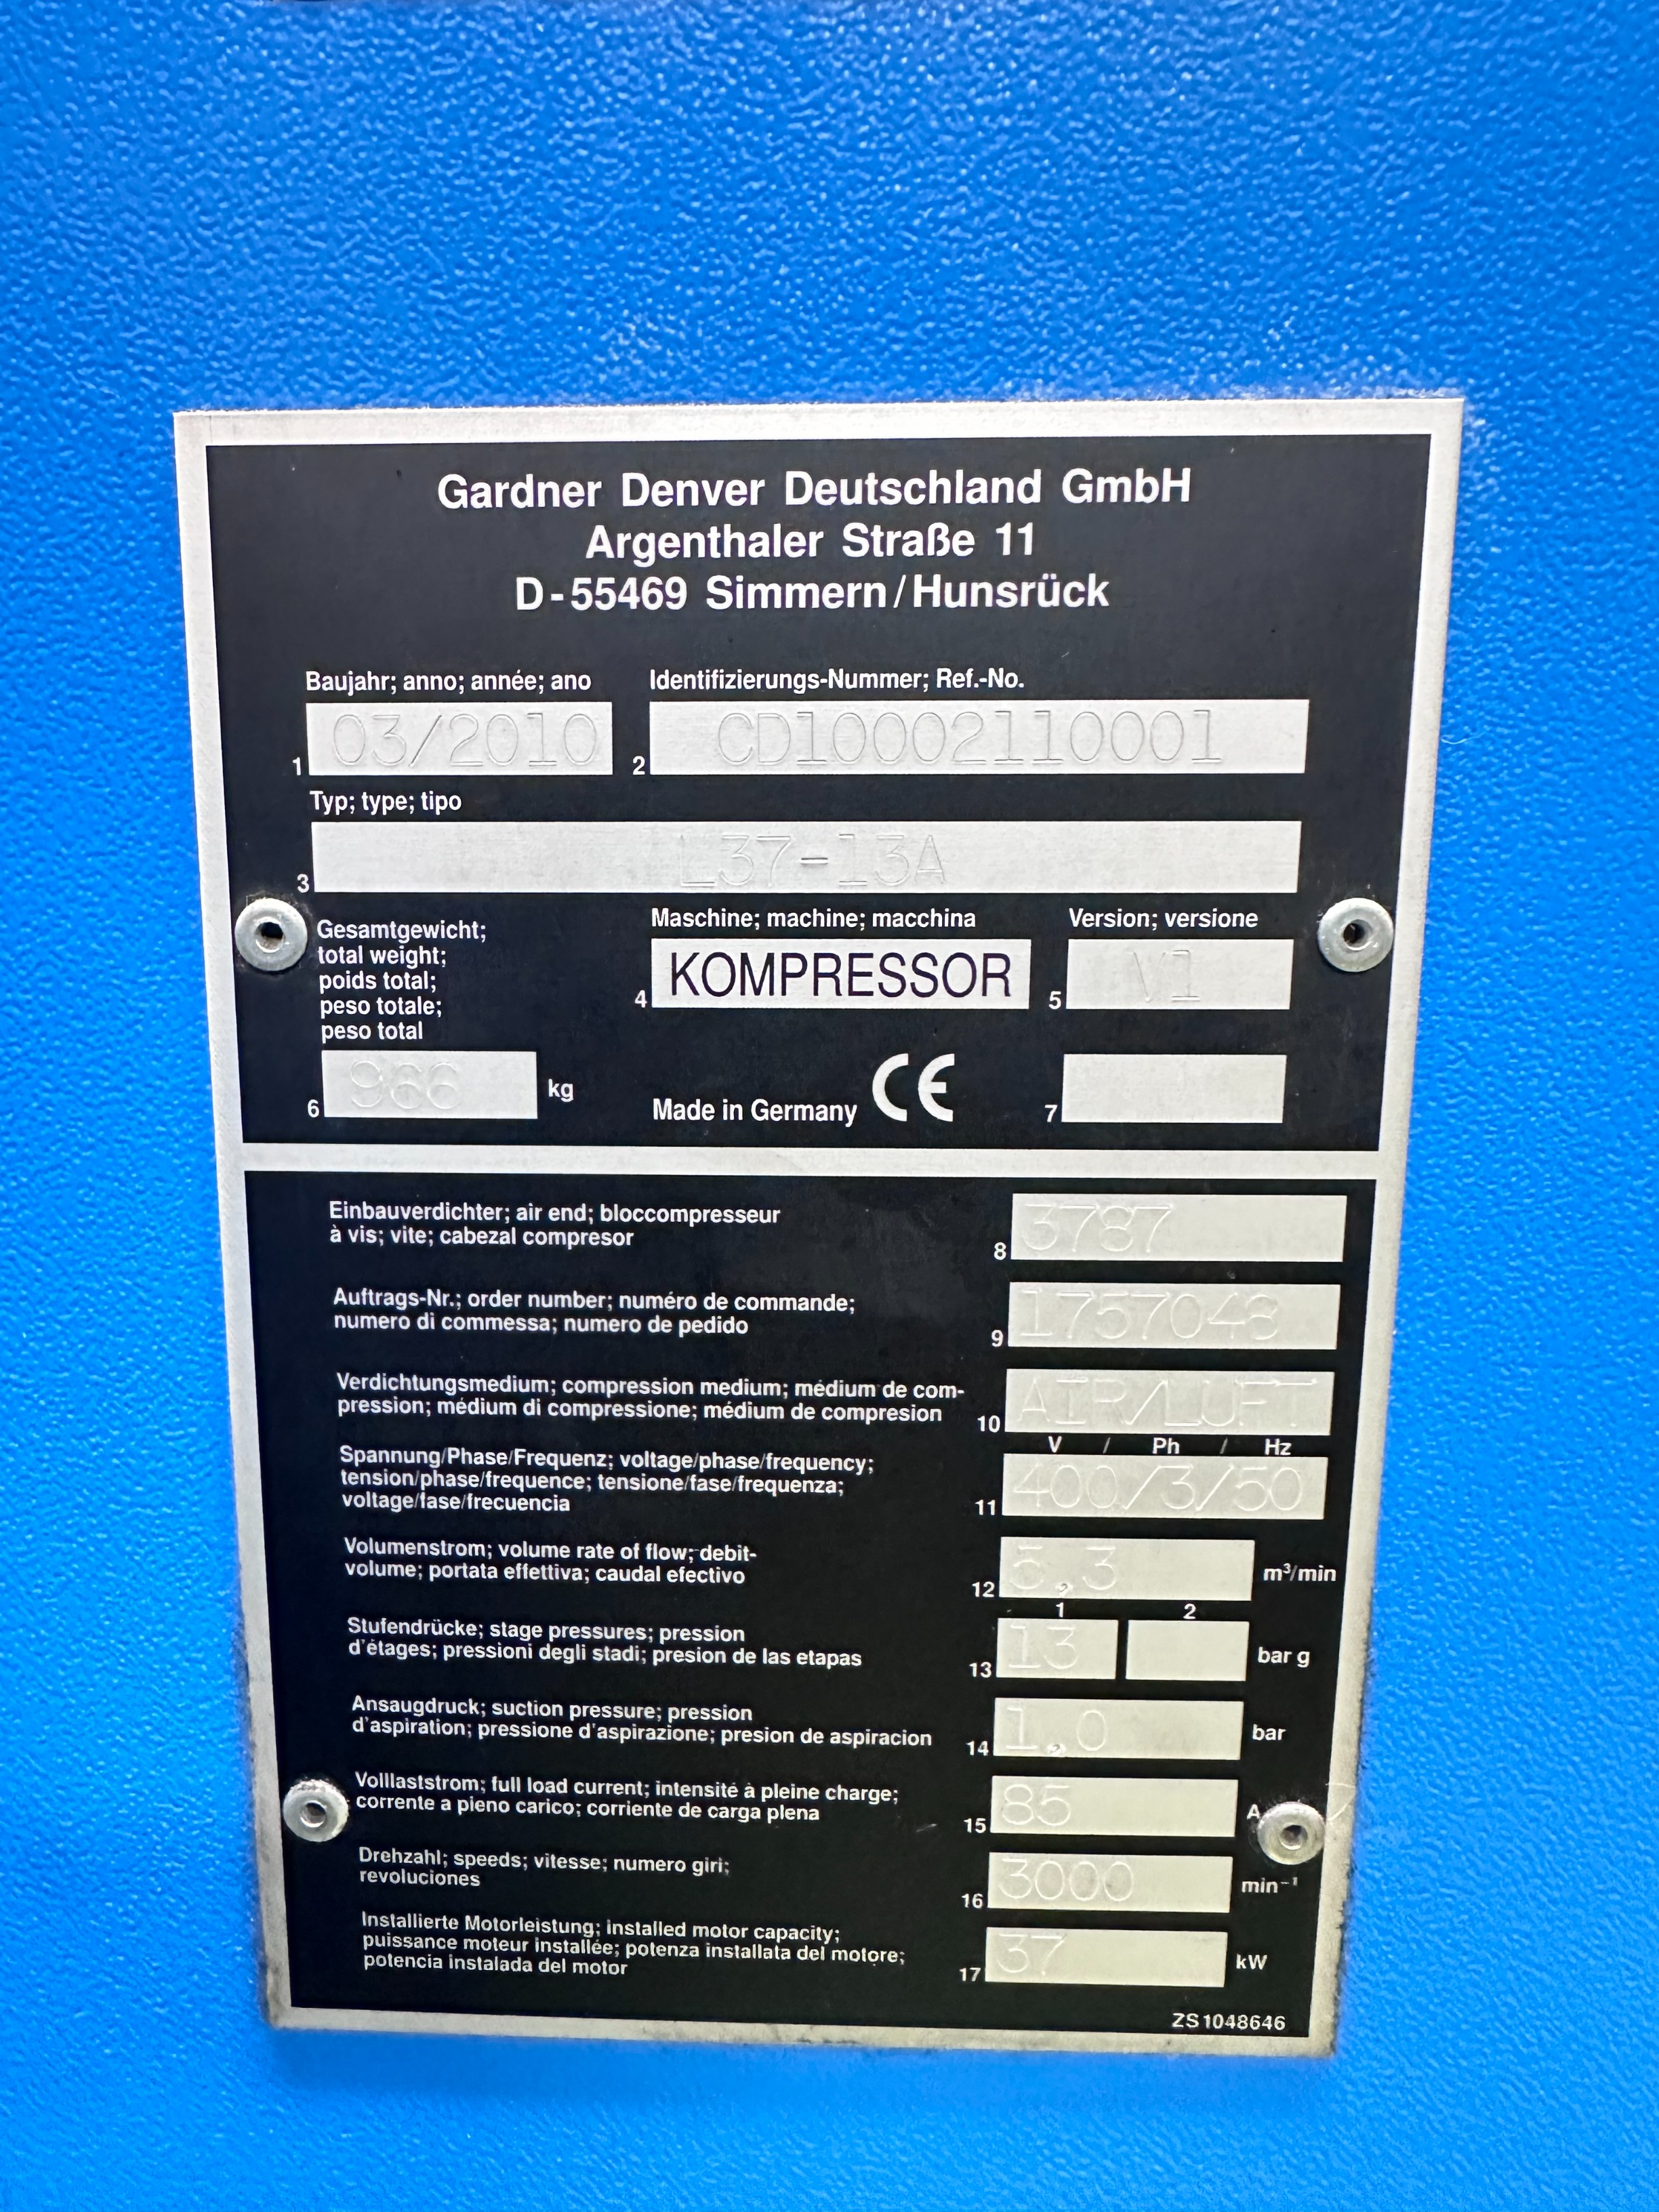 Gardner Denver Deutschland GmbH
Argenthaler Straße 11
D-55469 Simmern/Hunsrück
Baujahr; anno; année; ano
Identifizierungs-Nummer; Ref.-No.
1 03/2010
2 CD10002110001
Typ; type; tipo
3 L37-13A
Gesamtgewicht;
total weight;
poids total;
peso totale;
peso total
Maschine; machine; macchina
4 KOMPRESSOR
Version; versione
5 V1
6 966 kg
Made in Germany CE
7
Einbauverdichter; air end; bloccompresseur
à vis; vite; cabezal compresor
8 3787
Auftrags-Nr.; order number; numéro de commande;
numero di commessa; numero de pedido
9 1757048
Verdichtungsmedium; compression medium; médium de com-
pression; médium di compressione; médium de compresion
10 AIR/LUFT
V / Ph / Hz
Spannung/Phase/Frequenz; voltage/phase/frequency;
tension/phase/frequence; tensione/fase/frequenza;
voltage/fase/frecuencia
11 400/3/50
Volumenstrom; volume rate of flow; debit-
volume; portata effettiva; caudal efectivo
12 5,3 m³/min
1 2
Stufendrücke; stage pressures; pression
d'étages; pressioni degli stadi; presion de las etapas
13 13 bar g
Ansaugdruck; suction pressure; pression
d'aspiration; pressione d'aspirazione; presion de aspiracion
14 1,0 bar
Volllaststrom; full load current; intensité à pleine charge;
corrente a pieno carico; corriente de carga plena
15 85 A
Drehzahl; speeds; vitesse; numero giri;
revoluciones
16 3000 min⁻¹
Installierte Motorleistung; installed motor capacity;
puissance moteur installée; potenza installata del motore;
potencia instalada del motor
17 37 kW
ZS1048646